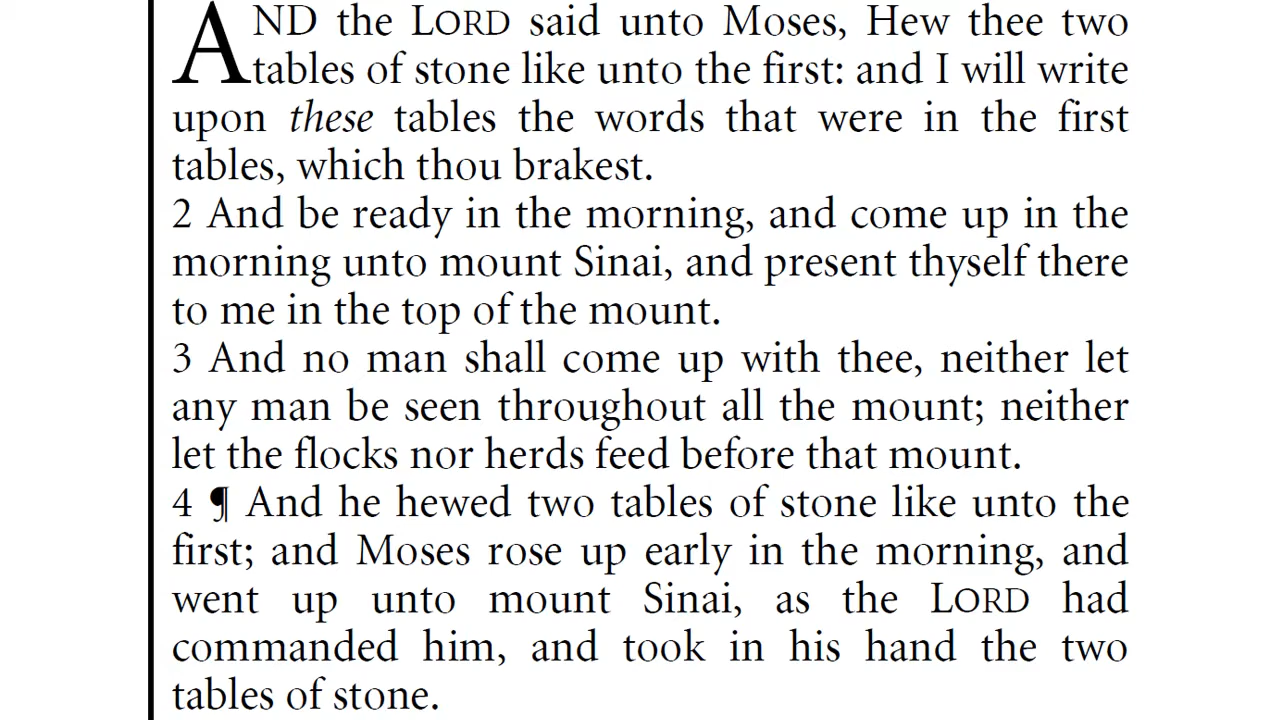 AND the LORD said unto Moses, Hew thee two
tables of stone like unto the first: and I will write
upon these tables the words that were in the first
tables, which thou brakest.
2 And be ready in the morning, and come up in the
morning unto mount Sinai, and present thyself there
to me in the top of the mount.
3 And no man shall come up with thee, neither let
any man be seen throughout all the mount; neither
let the flocks nor herds feed before that mount.
4 ¶ And he hewed two tables of stone like unto the
first; and Moses rose up early in the morning, and
went up unto mount Sinai, as the LORD had
commanded him, and took in his hand the two
tables of stone.